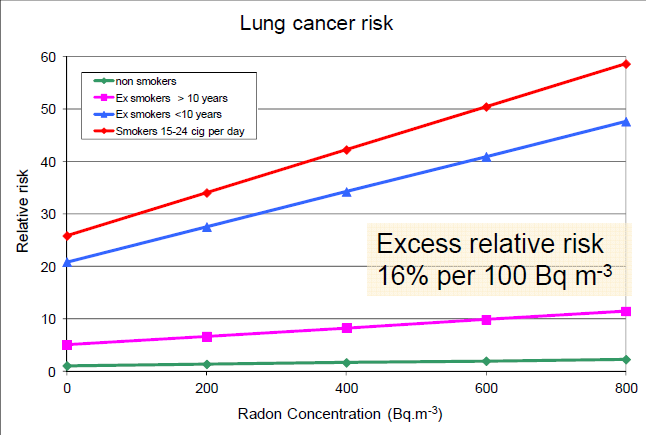 Lung cancer risk
60
50
40
30
20
10
0
Relative risk
non smokers
Ex smokers > 10 years
Ex smokers <10 years
Smokers 15-24 cig per day
Excess relative risk
16% per 100 Bq m-3
0 200 400 600 800
Radon Concentration (Bq.m-3)